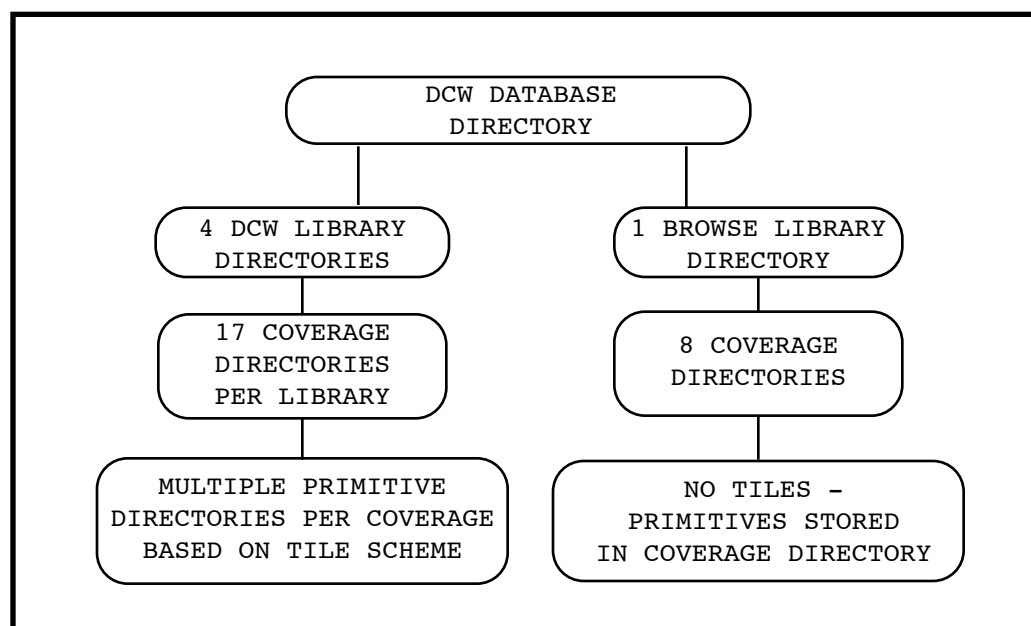 DCW DATABASE
DIRECTORY
4 DCW LIBRARY
DIRECTORIES
1 BROWSE LIBRARY
DIRECTORY
17 COVERAGE
DIRECTORIES
PER LIBRARY
8 COVERAGE
DIRECTORIES
MULTIPLE PRIMITIVE
DIRECTORIES PER COVERAGE
BASED ON TILE SCHEME
NO TILES –
PRIMITIVES STORED
IN COVERAGE DIRECTORY